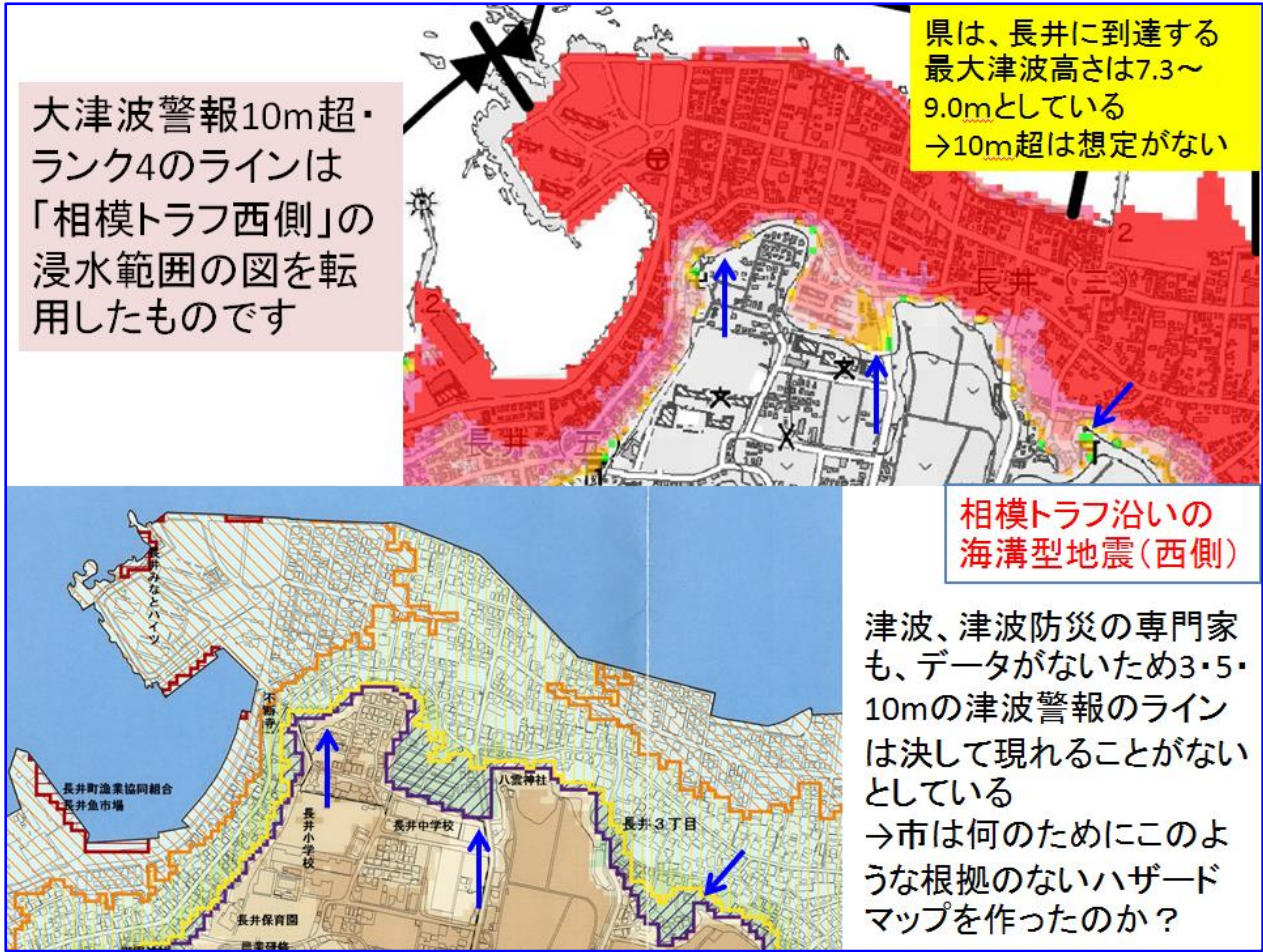 大津波警報10m超・
ランク4のラインは
「相模トラフ西側」の
浸水範囲の図を転
用したものです
県は、長井に到達する
最大津波高さは7.3～
9.0mとしている
→10m超は想定がない
2
2
長井（三）
長井（五）
相模トラフ沿いの
海溝型地震（西側）
長井みなとハイツ
不断寺
長井町漁業協同組合
長井魚市場
八雲神社
長井小学校
長井中学校
長井3丁目
長井保育園
農業研修
津波、津波防災の専門家
も、データがないため3・5・
10mの津波警報のライン
は決して現れることがない
としている
→市は何のためにこのよ
うな根拠のないハザード
マップを作ったのか？